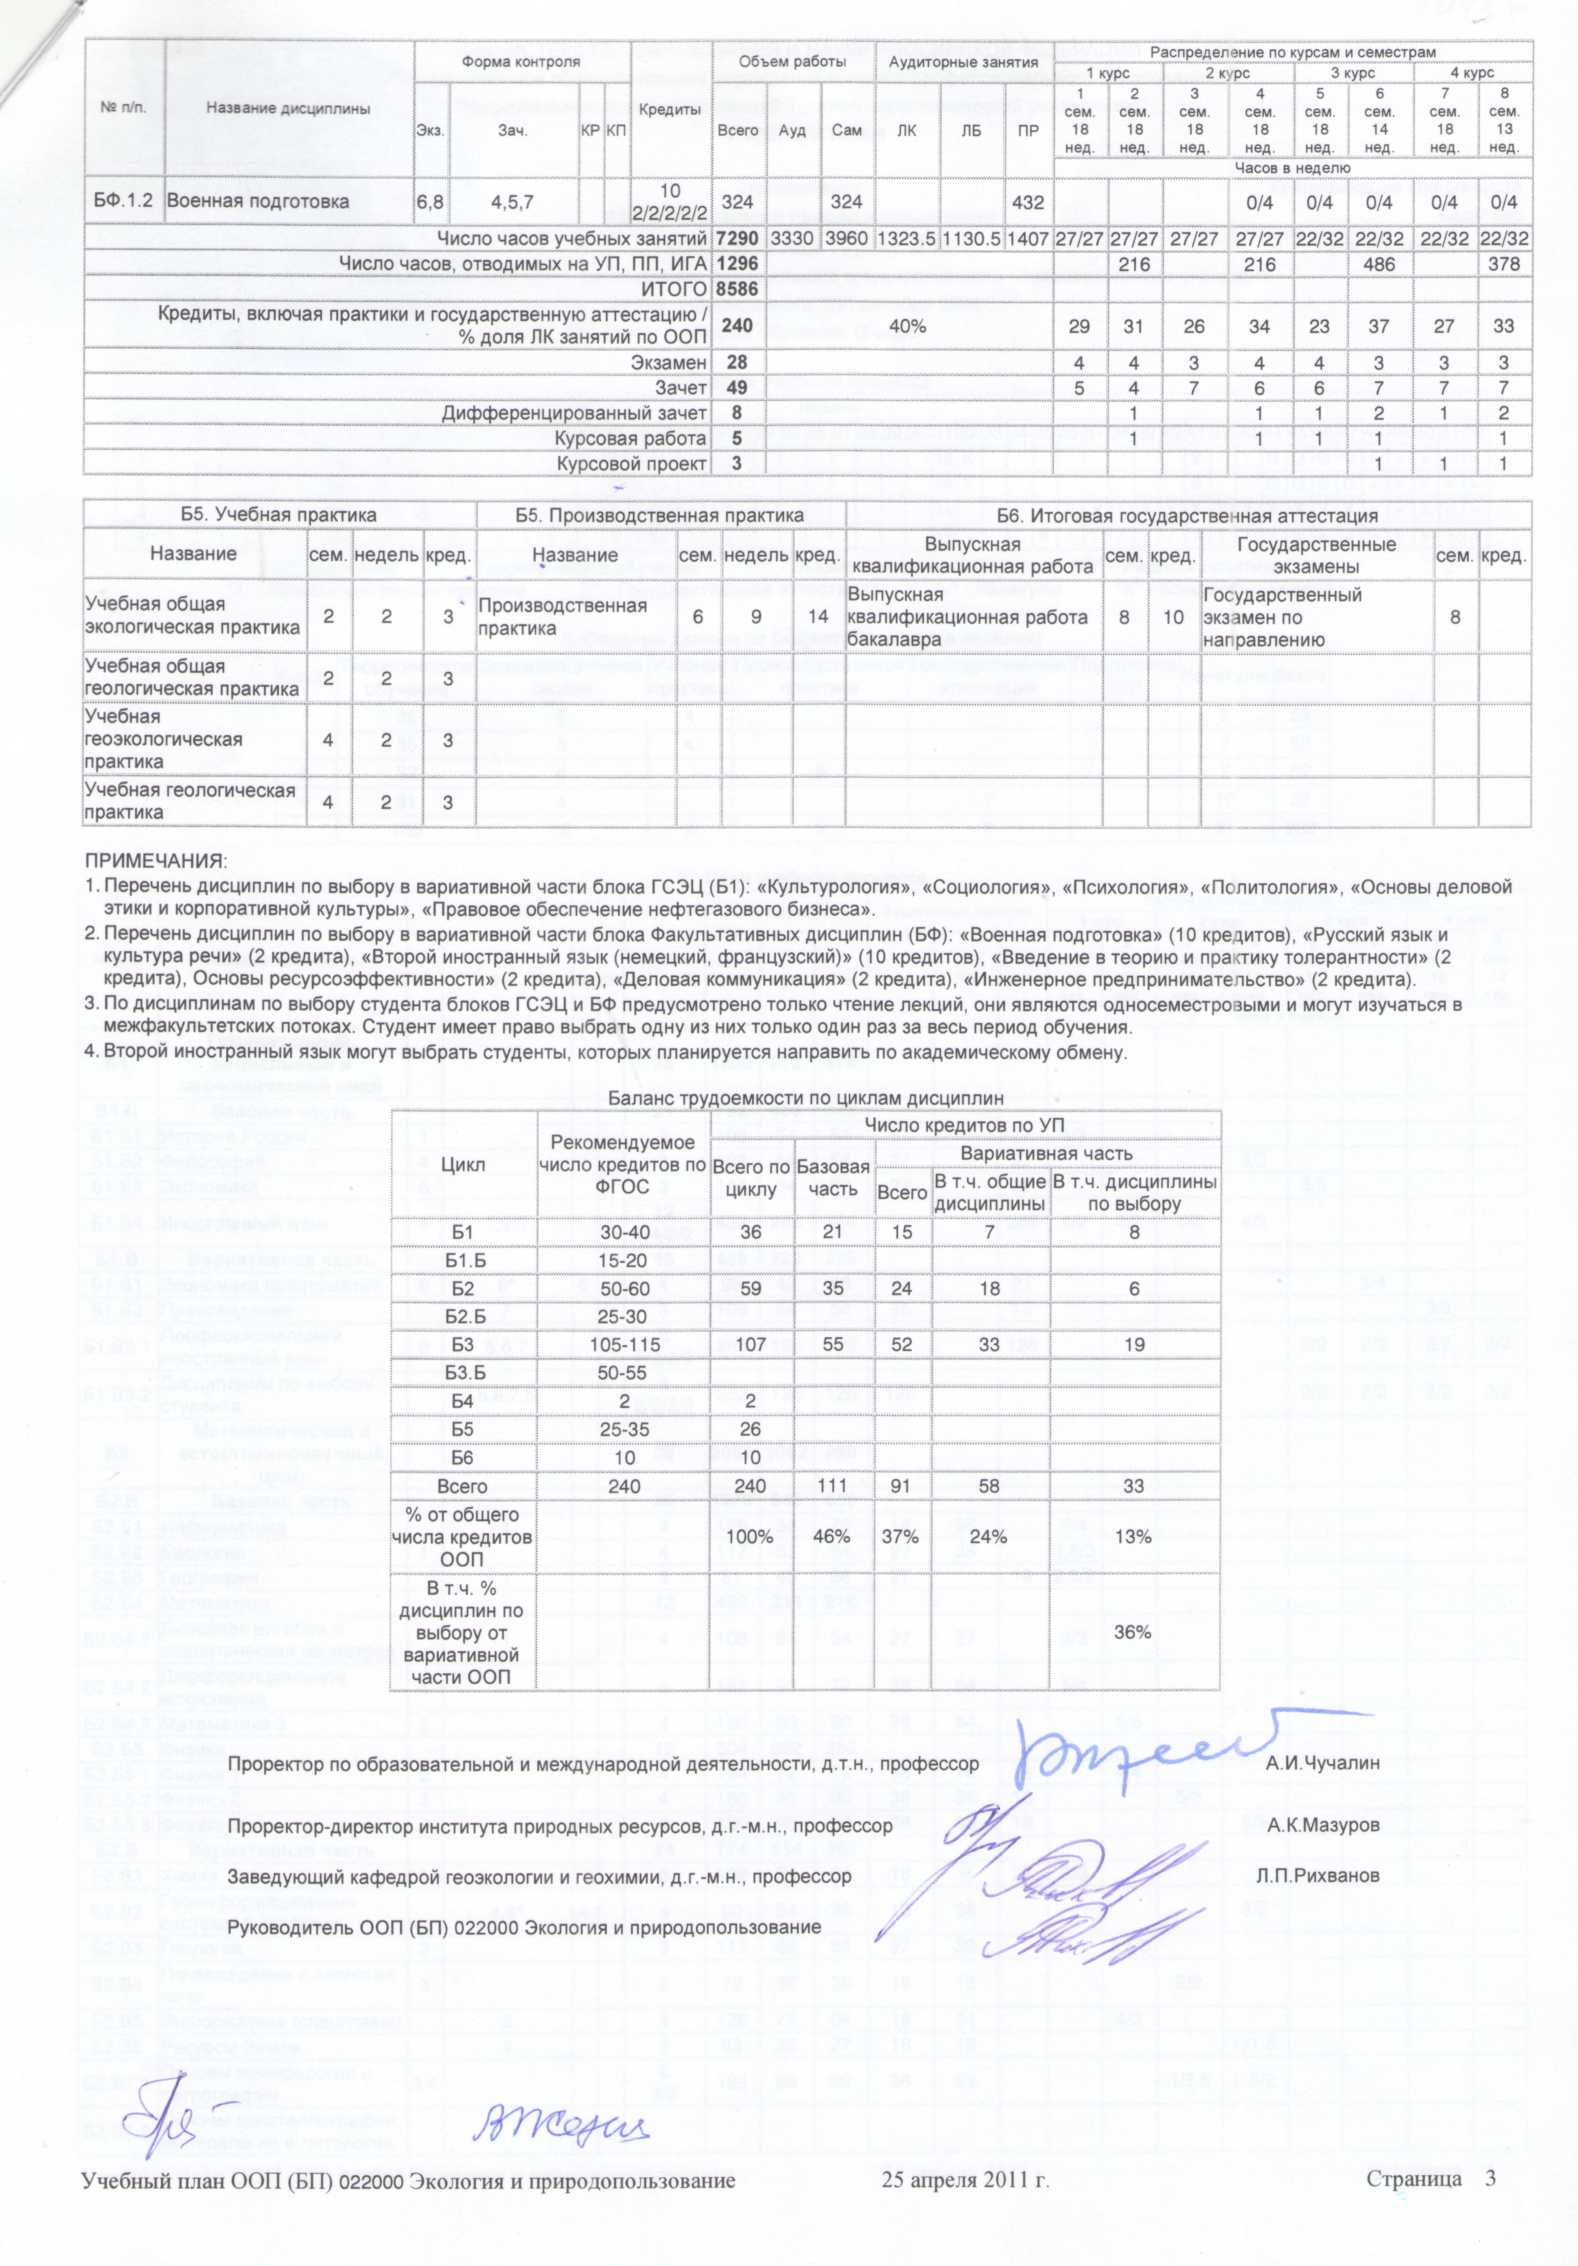 № п/п. Название дисциплины Форма контроля Кредиты Объем работы Аудиторные занятия Распределение по курсам и семестрам
1 курс 2 курс 3 курс 4 курс
Экз. Зач. КР КП Всего Ауд Сам ЛК ЛБ ПР 1 сем. 18 нед. 2 сем. 18 нед. 3 сем. 18 нед. 4 сем. 18 нед. 5 сем. 18 нед. 6 сем. 14 нед. 7 сем. 18 нед. 8 сем. 13 нед.
Часов в неделю
БФ.1.2 Военная подготовка 6,8 4,5,7 10 2/2/2/2/2 324 324 432 0/4 0/4 0/4 0/4 0/4
Число часов учебных занятий 7290 3330 3960 1323.5 1130.5 1407 27/27 27/27 27/27 27/27 22/32 22/32 22/32 22/32
Число часов, отводимых на УП, ПП, ИГА 1296 216 216 486 378
ИТОГО 8586
Кредиты, включая практики и государственную аттестацию /
% доля ЛК занятий по ООП 240 40% 29 31 26 34 23 37 27 33
Экзамен 28 4 4 3 4 4 3 3 3
Зачет 49 5 4 7 6 6 7 7 7
Дифференцированный зачет 8 1 1 1 2 1 2
Курсовая работа 5 1 1 1 1 1
Курсовой проект 3 1 1 1
Б5. Учебная практика Б5. Производственная практика Б6. Итоговая государственная аттестация
Название сем. недель кред. Название сем. недель кред. Выпускная квалификационная работа сем. кред. Государственные экзамены сем. кред.
Учебная общая экологическая практика 2 2 3 Производственная практика 6 9 14 Выпускная квалификационная работа бакалавра 8 10 Государственный экзамен по направлению 8
Учебная общая геологическая практика 2 2 3
Учебная геоэкологическая практика 4 2 3
Учебная геологическая практика 4 2 3
ПРИМЕЧАНИЯ:
1. Перечень дисциплин по выбору в вариативной части блока ГСЭЦ (Б1): «Культурология», «Социология», «Психология», «Политология», «Основы деловой
этики и корпоративной культуры», «Правовое обеспечение нефтегазового бизнеса».
2. Перечень дисциплин по выбору в вариативной части блока Факультативных дисциплин (БФ): «Военная подготовка» (10 кредитов), «Русский язык и
культура речи» (2 кредита), «Второй иностранный язык (немецкий, французский)» (10 кредитов), «Введение в теорию и практику толерантности» (2
кредита), Основы ресурсоэффективности» (2 кредита), «Деловая коммуникация» (2 кредита), «Инженерное предпринимательство» (2 кредита).
3. По дисциплинам по выбору студента блоков ГСЭЦ и БФ предусмотрено только чтение лекций, они являются односеместровыми и могут изучаться в
межфакультетских потоках. Студент имеет право выбрать одну из них только один раз за весь период обучения.
4. Второй иностранный язык могут выбрать студенты, которых планируется направить по академическому обмену.
Баланс трудоемкости по циклам дисциплин
Цикл Рекомендуемое число кредитов по ФГОС Число кредитов по УП
Всего по циклу Базовая часть Вариативная часть
Всего В т.ч. общие дисциплины В т.ч. дисциплины по выбору
Б1 30-40 36 21 15 7 8
Б1.Б 15-20
Б2 50-60 59 35 24 18 6
Б2.Б 25-30
Б3 105-115 107 55 52 33 19
Б3.Б 50-55
Б4 2 2
Б5 25-35 26
Б6 10 10
Всего 240 240 111 91 58 33
% от общего числа кредитов ООП 100% 46% 37% 24% 13%
В т.ч. % дисциплин по выбору от вариативной части ООП 36%
Проректор по образовательной и международной деятельности, д.т.н., профессор А.И.Чучалин
Проректор-директор института природных ресурсов, д.г.-м.н., профессор А.К.Мазуров
Заведующий кафедрой геоэкологии и геохимии, д.г.-м.н., профессор Л.П.Рихванов
Руководитель ООП (БП) 022000 Экология и природопользование
Учебный план ООП (БП) 022000 Экология и природопользование 25 апреля 2011 г. Страница 3